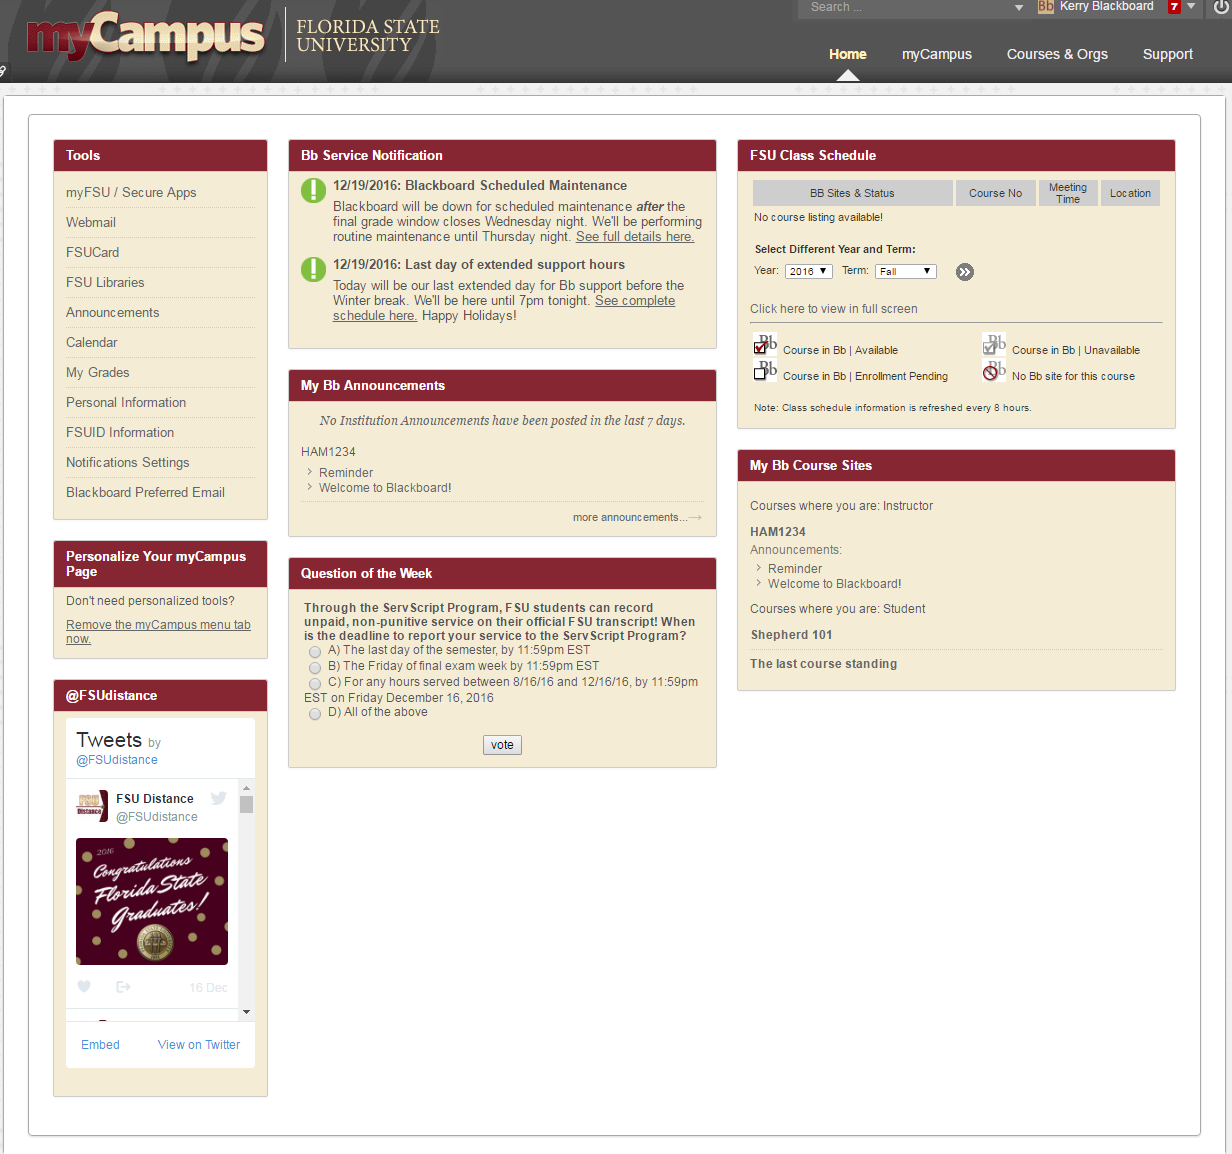 myCampus
FLORIDA STATE
UNIVERSITY
Search ...
Bb Kerry Blackboard 7
Home myCampus Courses & Orgs Support
Tools
myFSU / Secure Apps
Webmail
FSUCard
FSU Libraries
Announcements
Calendar
My Grades
Personal Information
FSUID Information
Notifications Settings
Blackboard Preferred Email
Personalize Your myCampus
Page
Don't need personalized tools?
Remove the myCampus menu tab
now.
@FSUdistance
Tweets by
@FSUdistance
FSU Distance
@FSUdistance
2016
Congratulations
Florida State
Graduates!
16 Dec
Embed View on Twitter
Bb Service Notification
12/19/2016: Blackboard Scheduled Maintenance
Blackboard will be down for scheduled maintenance after the
final grade window closes Wednesday night. We'll be performing
routine maintenance until Thursday night. See full details here.
12/19/2016: Last day of extended support hours
Today will be our last extended day for Bb support before the
Winter break. We'll be here until 7pm tonight. See complete
schedule here. Happy Holidays!
My Bb Announcements
No Institution Announcements have been posted in the last 7 days.
HAM1234
Reminder
Welcome to Blackboard!
more announcements...→
Question of the Week
Through the ServScript Program, FSU students can record
unpaid, non-punitive service on their official FSU transcript! When
is the deadline to report your service to the ServScript Program?
A) The last day of the semester, by 11:59pm EST
B) The Friday of final exam week by 11:59pm EST
C) For any hours served between 8/16/16 and 12/16/16, by 11:59pm
EST on Friday December 16, 2016
D) All of the above
vote
FSU Class Schedule
BB Sites & Status Course No Meeting Time Location
No course listing available!
Select Different Year and Term:
Year: 2016 Term: Fall
Click here to view in full screen
Bb Course in Bb | Available Bb Course in Bb | Unavailable
Bb Course in Bb | Enrollment Pending Bb No Bb site for this course
Note: Class schedule information is refreshed every 8 hours.
My Bb Course Sites
Courses where you are: Instructor
HAM1234
Announcements:
Reminder
Welcome to Blackboard!
Courses where you are: Student
Shepherd 101
The last course standing